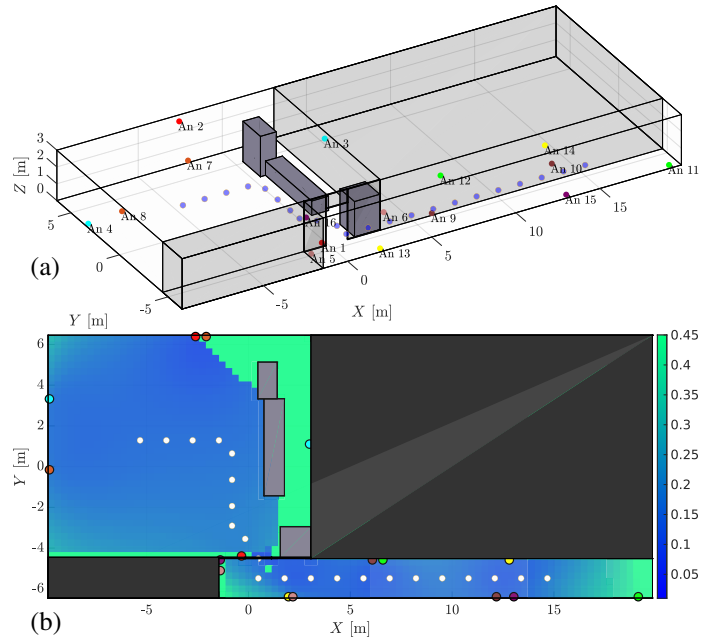 3
2
1
0
Z [m]
5
0
-5
Y [m]
-5
0
5
10
15
X [m]
An 2
An 7
An 3
An 14
An 10
An 11
An 12
An 15
An 8
An 4
An 16
An 6
An 9
An 1
An 5
An 13
(a)
6
4
2
0
-2
-4
-6
Y [m]
-5
0
5
10
15
X [m]
0.45
0.4
0.35
0.3
0.25
0.2
0.15
0.1
0.05
(b)